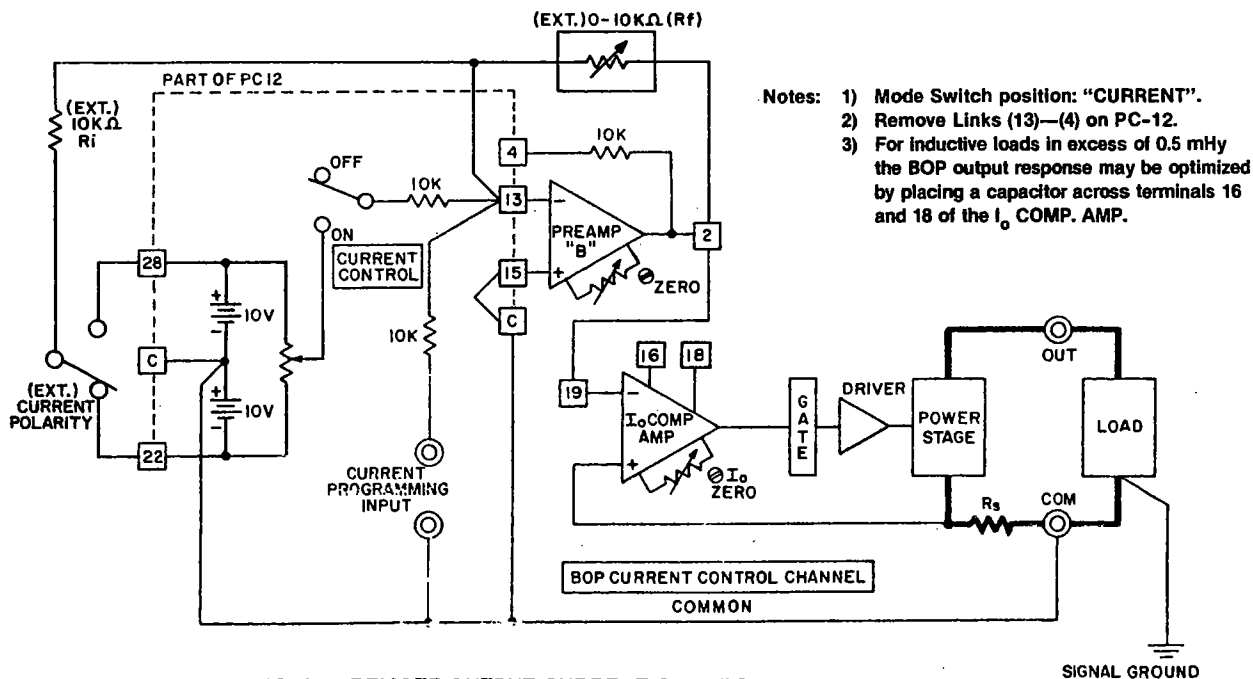 (EXT.) 0-10KΩ (Rf)
PART OF PC 12
(EXT.)
10KΩ
Ri
Notes: 1) Mode Switch position: “CURRENT”.
2) Remove Links (13)—(4) on PC-12.
3) For inductive loads in excess of 0.5 mHy
the BOP output response may be optimized
by placing a capacitor across terminals 16
and 18 of the Io COMP. AMP.
4
10K
OFF
10K
13
−
PREAMP
"B"
2
ON
CURRENT
CONTROL
15
+
ZERO
28
C
+
−
10V
10K
C
16
18
OUT
(EXT.)
CURRENT
POLARITY
+
−
10V
19
−
Io COMP
AMP
GATE
DRIVER
POWER
STAGE
LOAD
22
+
Io
ZERO
CURRENT
PROGRAMMING
INPUT
Rs
COM
BOP CURRENT CONTROL CHANNEL
COMMON
SIGNAL GROUND